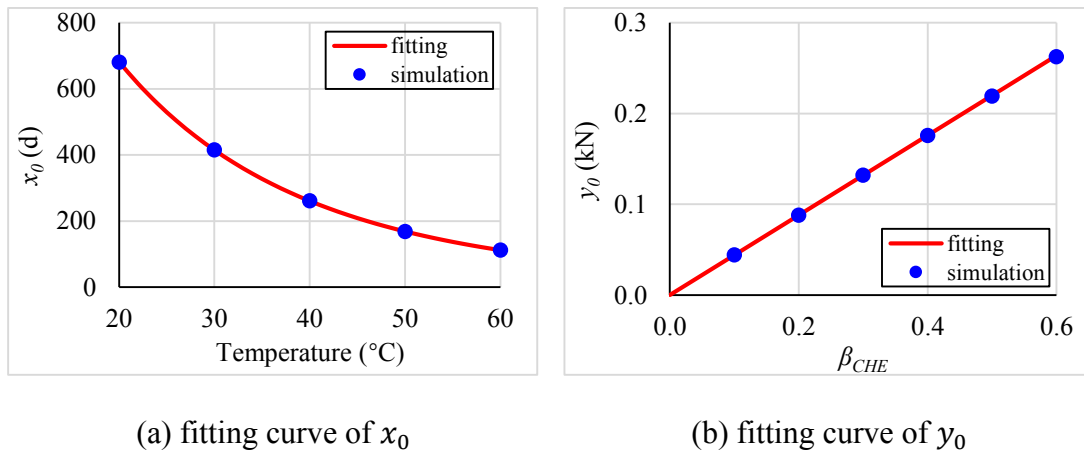 800
600
400
200
0
20 30 40 50 60
x0 (d)
Temperature (°C)
fitting
simulation
(a) fitting curve of x0
0.3
0.2
0.1
0.0
0.0 0.2 0.4 0.6
y0 (kN)
βCHE
fitting
simulation
(b) fitting curve of y0